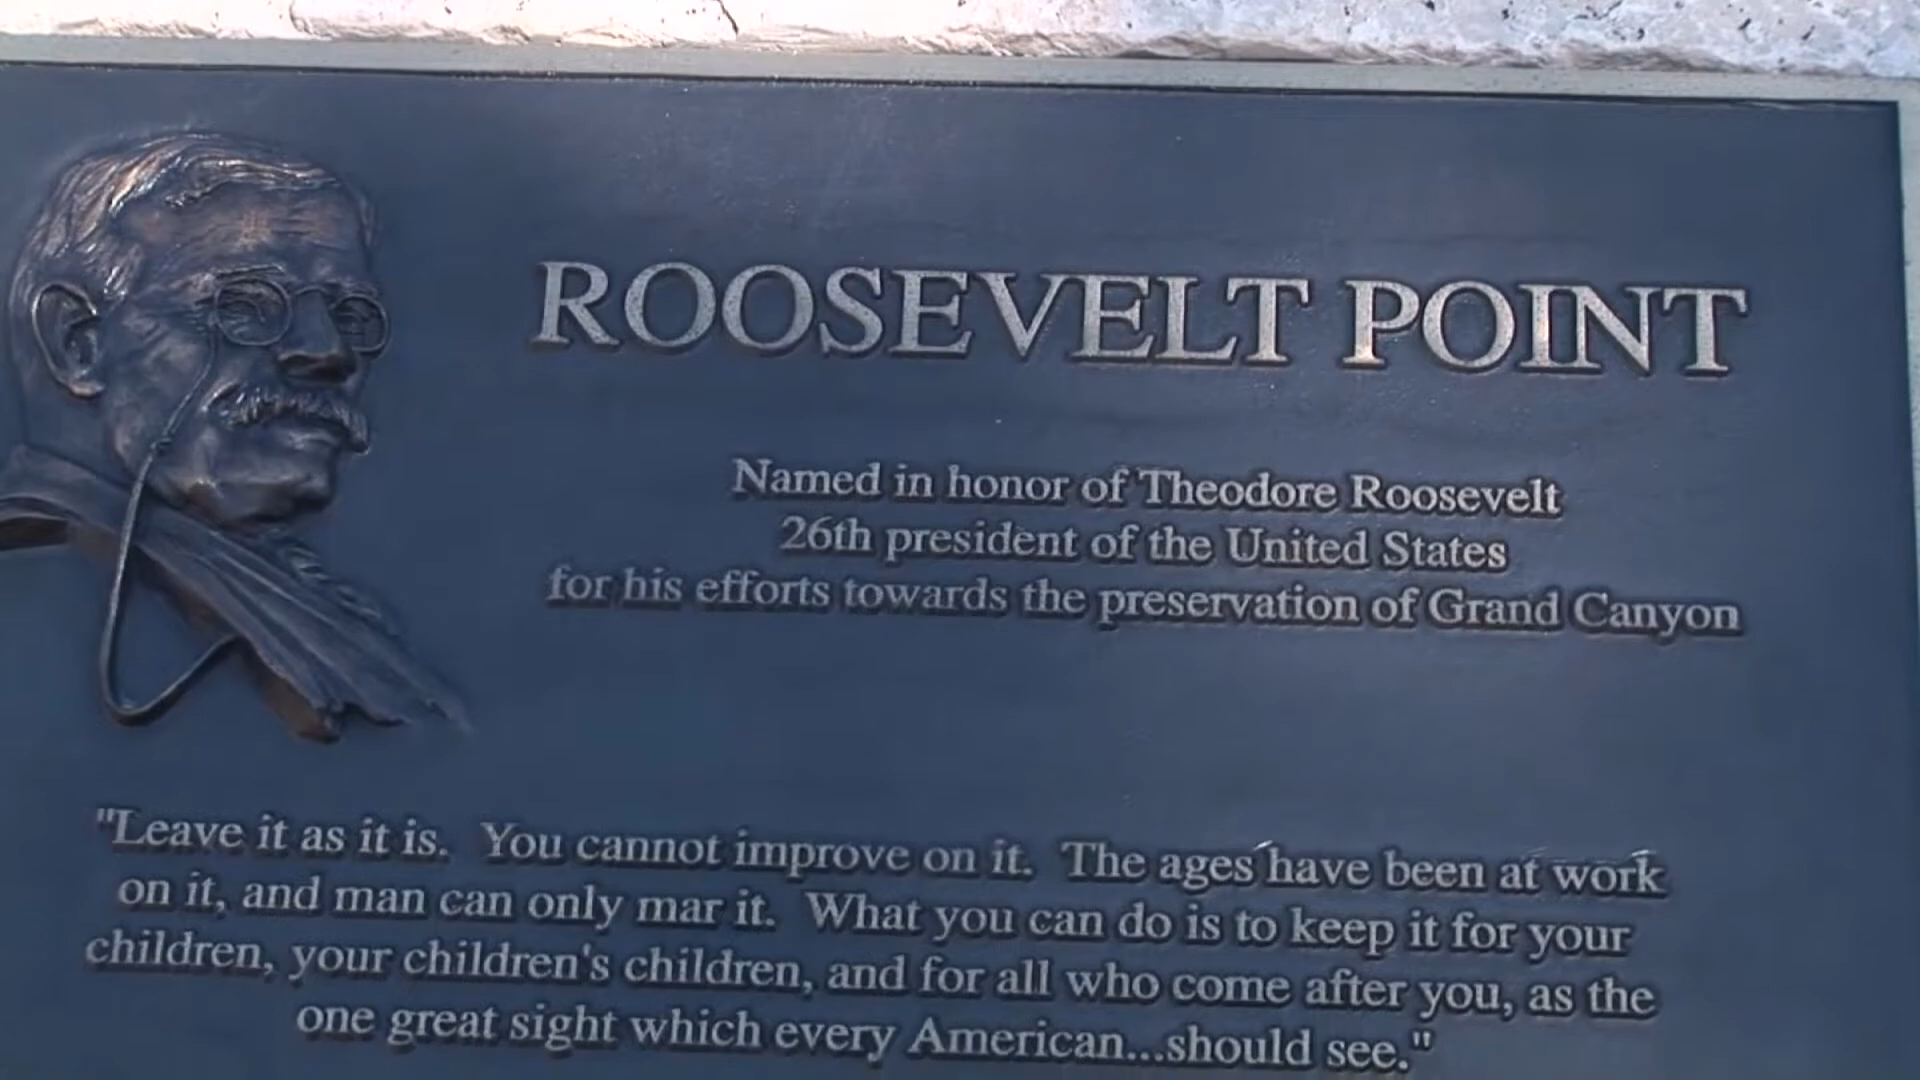 ROOSEVELT POINT
Named in honor of Theodore Roosevelt
26th president of the United States
for his efforts towards the preservation of Grand Canyon
"Leave it as it is.  You cannot improve on it.  The ages have been at work
on it, and man can only mar it.  What you can do is to keep it for your
children, your children's children, and for all who come after you, as the
one great sight which every American...should see."